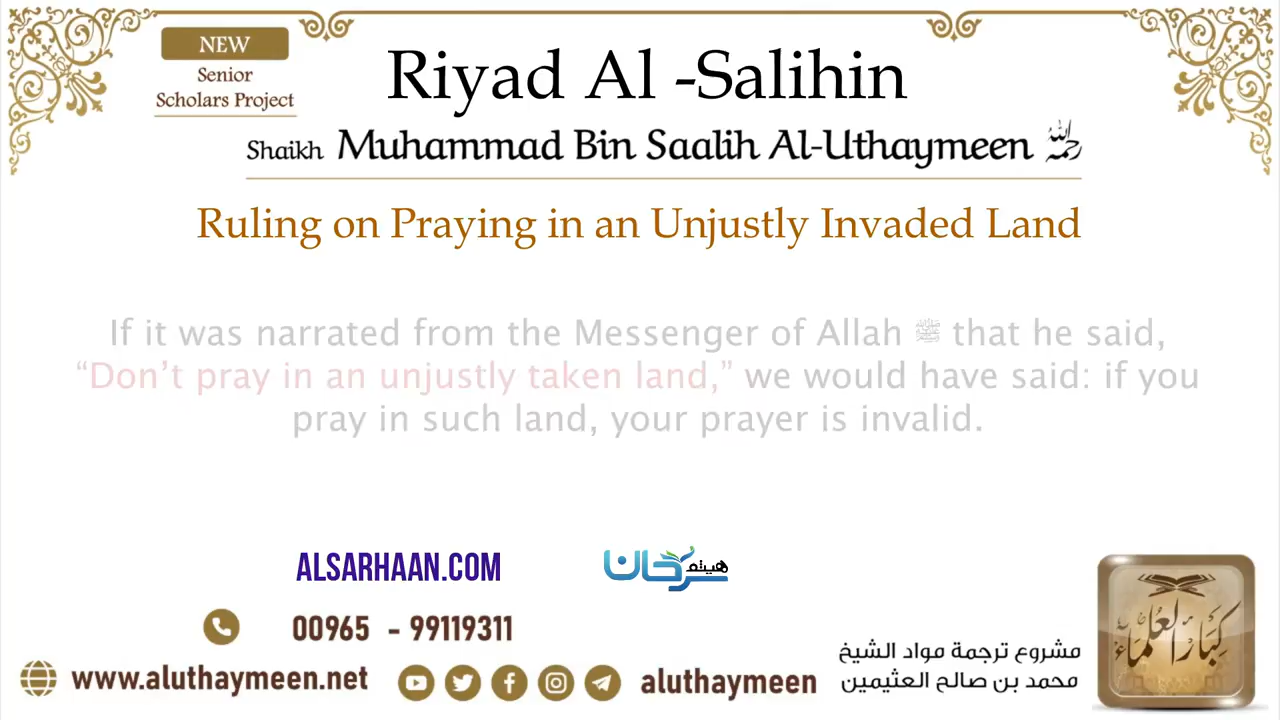 NEW
Senior
Scholars Project
Riyad Al -Salihin
Shaikh Muhammad Bin Saalih Al-Uthaymeen رحمه الله
Ruling on Praying in an Unjustly Invaded Land
If it was narrated from the Messenger of Allah ﷺ that he said,
“Don’t pray in an unjustly taken land,” we would have said: if you
pray in such land, your prayer is invalid.
ALSARHAAN.COM
هيثم سرحان
00965 - 99119311
www.aluthaymeen.net
aluthaymeen
مشروع ترجمة مواد الشيخ
محمد بن صالح العثيمين
كبار العلماء